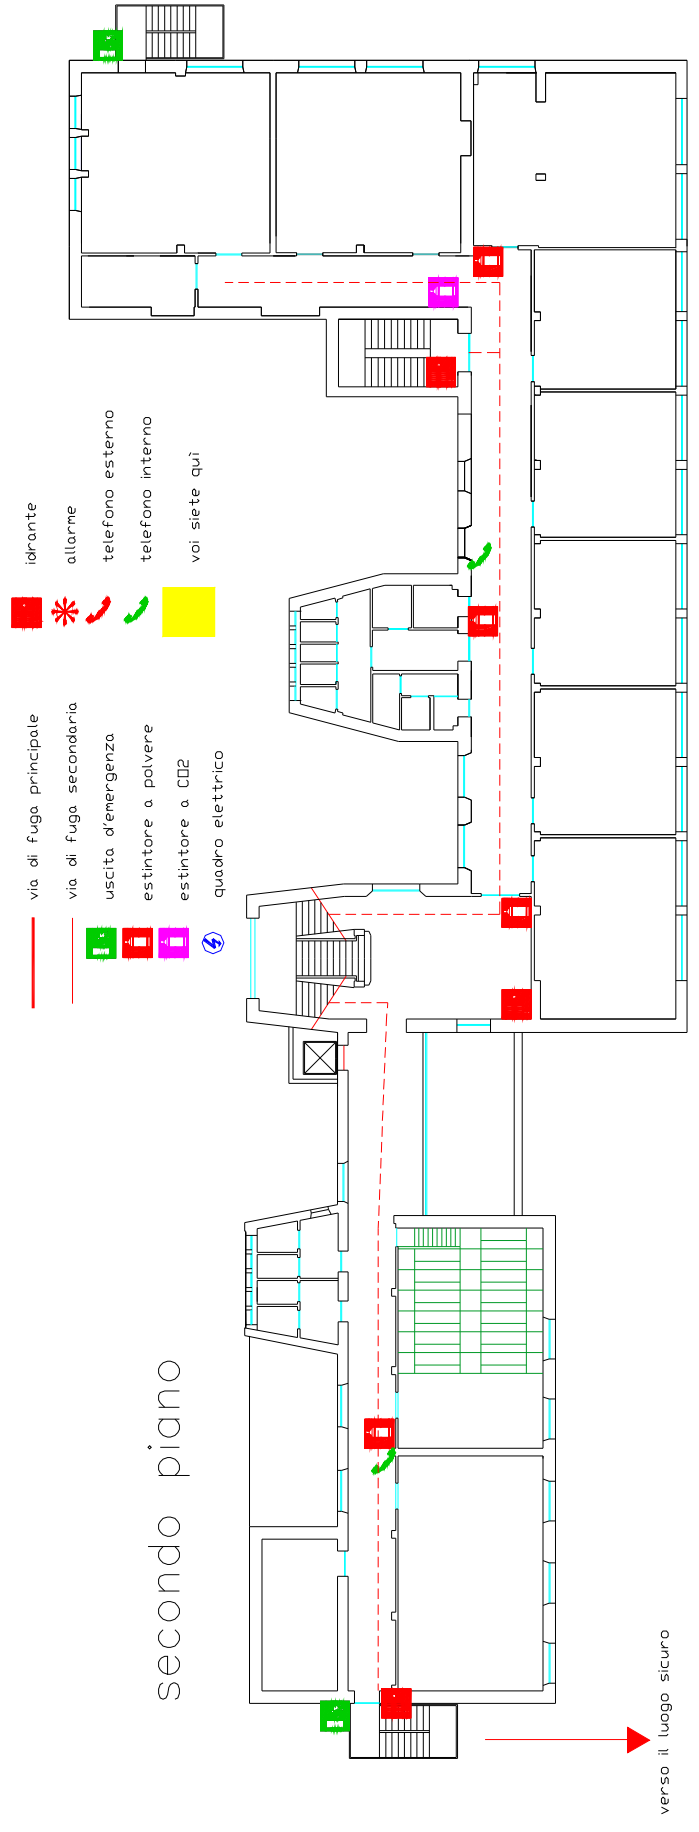 secondo piano
via di fuga principale
via di fuga secondaria
uscita d'emergenza
estintore a polvere
estintore a CO2
quadro elettrico
idrante
allarme
telefono esterno
telefono interno
voi siete quì
verso il luogo sicuro